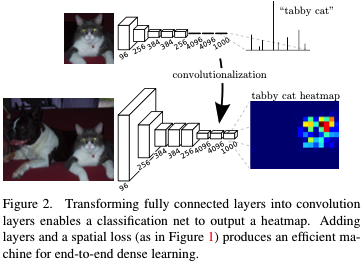 "tabby cat"
96
256
384
384
256
4096
4096
1000
convolutionalization
tabby cat heatmap
96
256
384
384
256
4096
4096
1000
Figure 2. Transforming fully connected layers into convolution
layers enables a classification net to output a heatmap. Adding
layers and a spatial loss (as in Figure 1) produces an efficient ma-
chine for end-to-end dense learning.